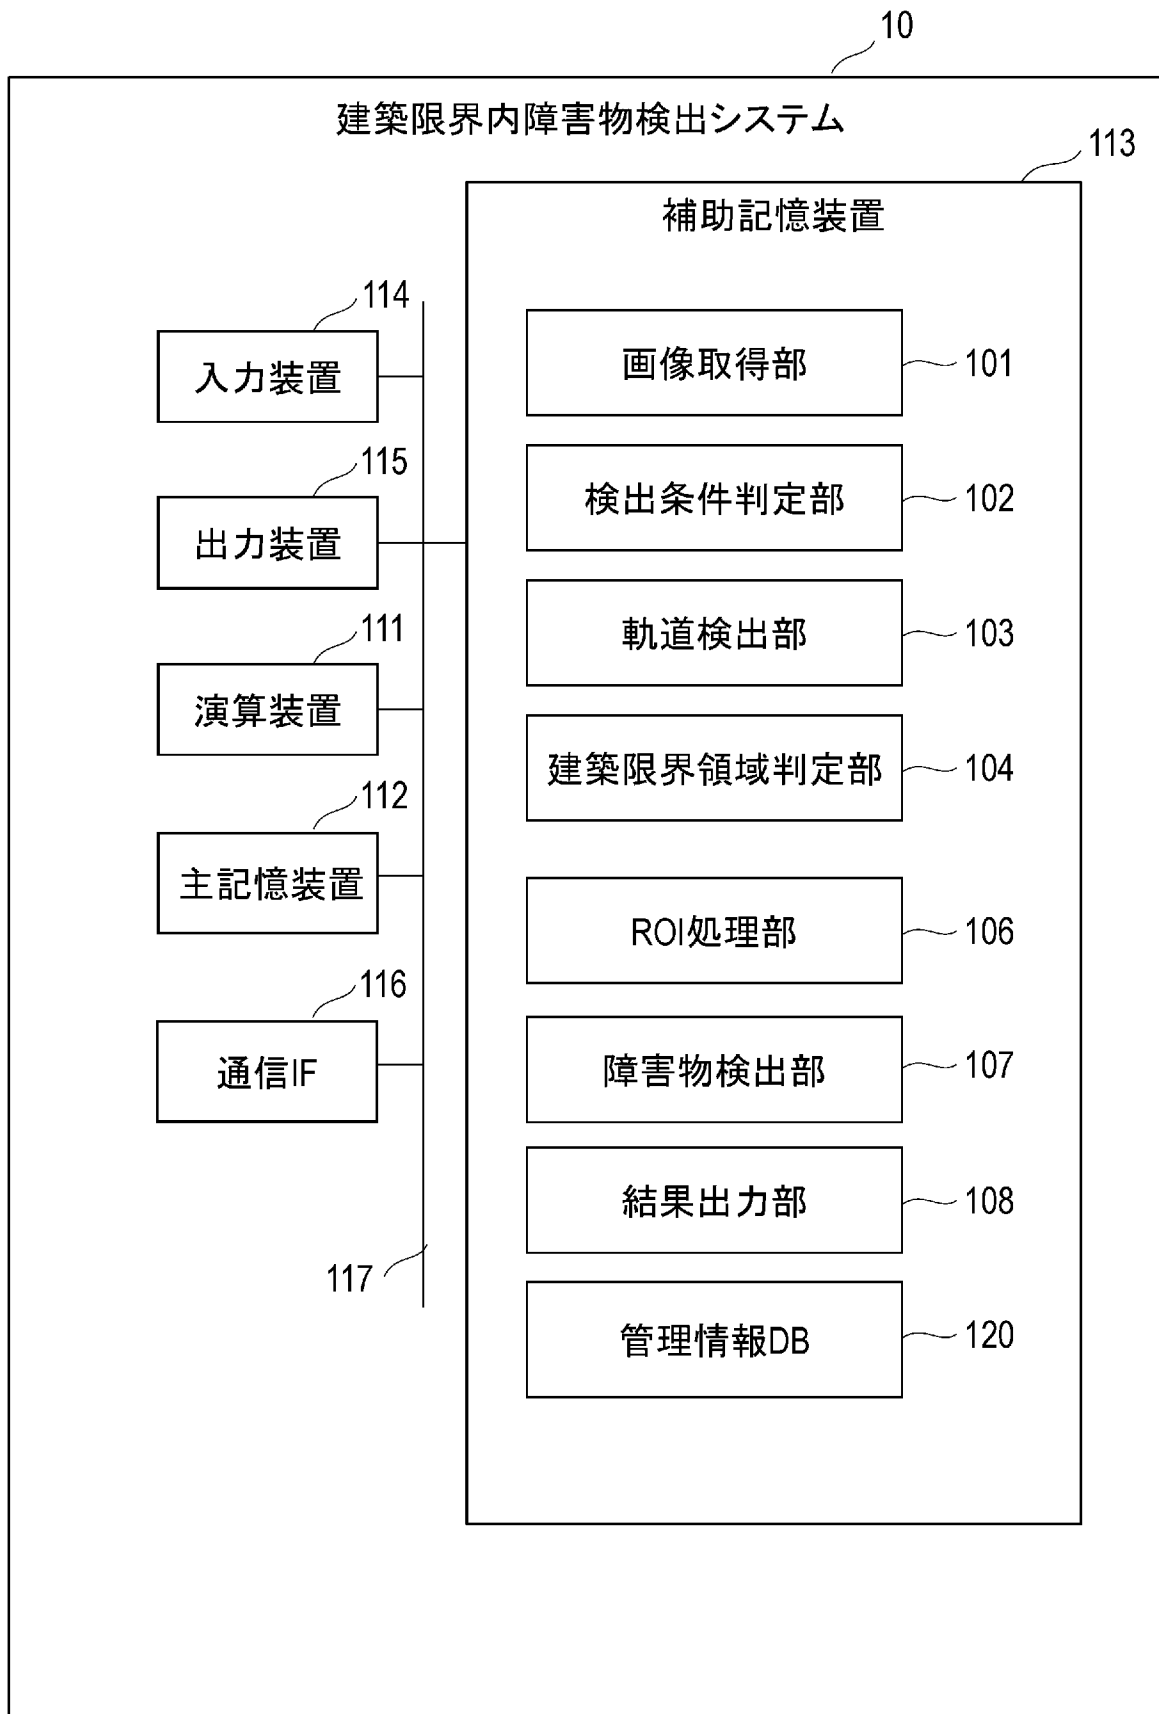 10
建築限界内障害物検出システム
113
補助記憶装置
114
入力装置
115
出力装置
111
演算装置
112
主記憶装置
116
通信IF
117
画像取得部
101
検出条件判定部
102
軌道検出部
103
建築限界領域判定部
104
ROI処理部
106
障害物検出部
107
結果出力部
108
管理情報DB
120